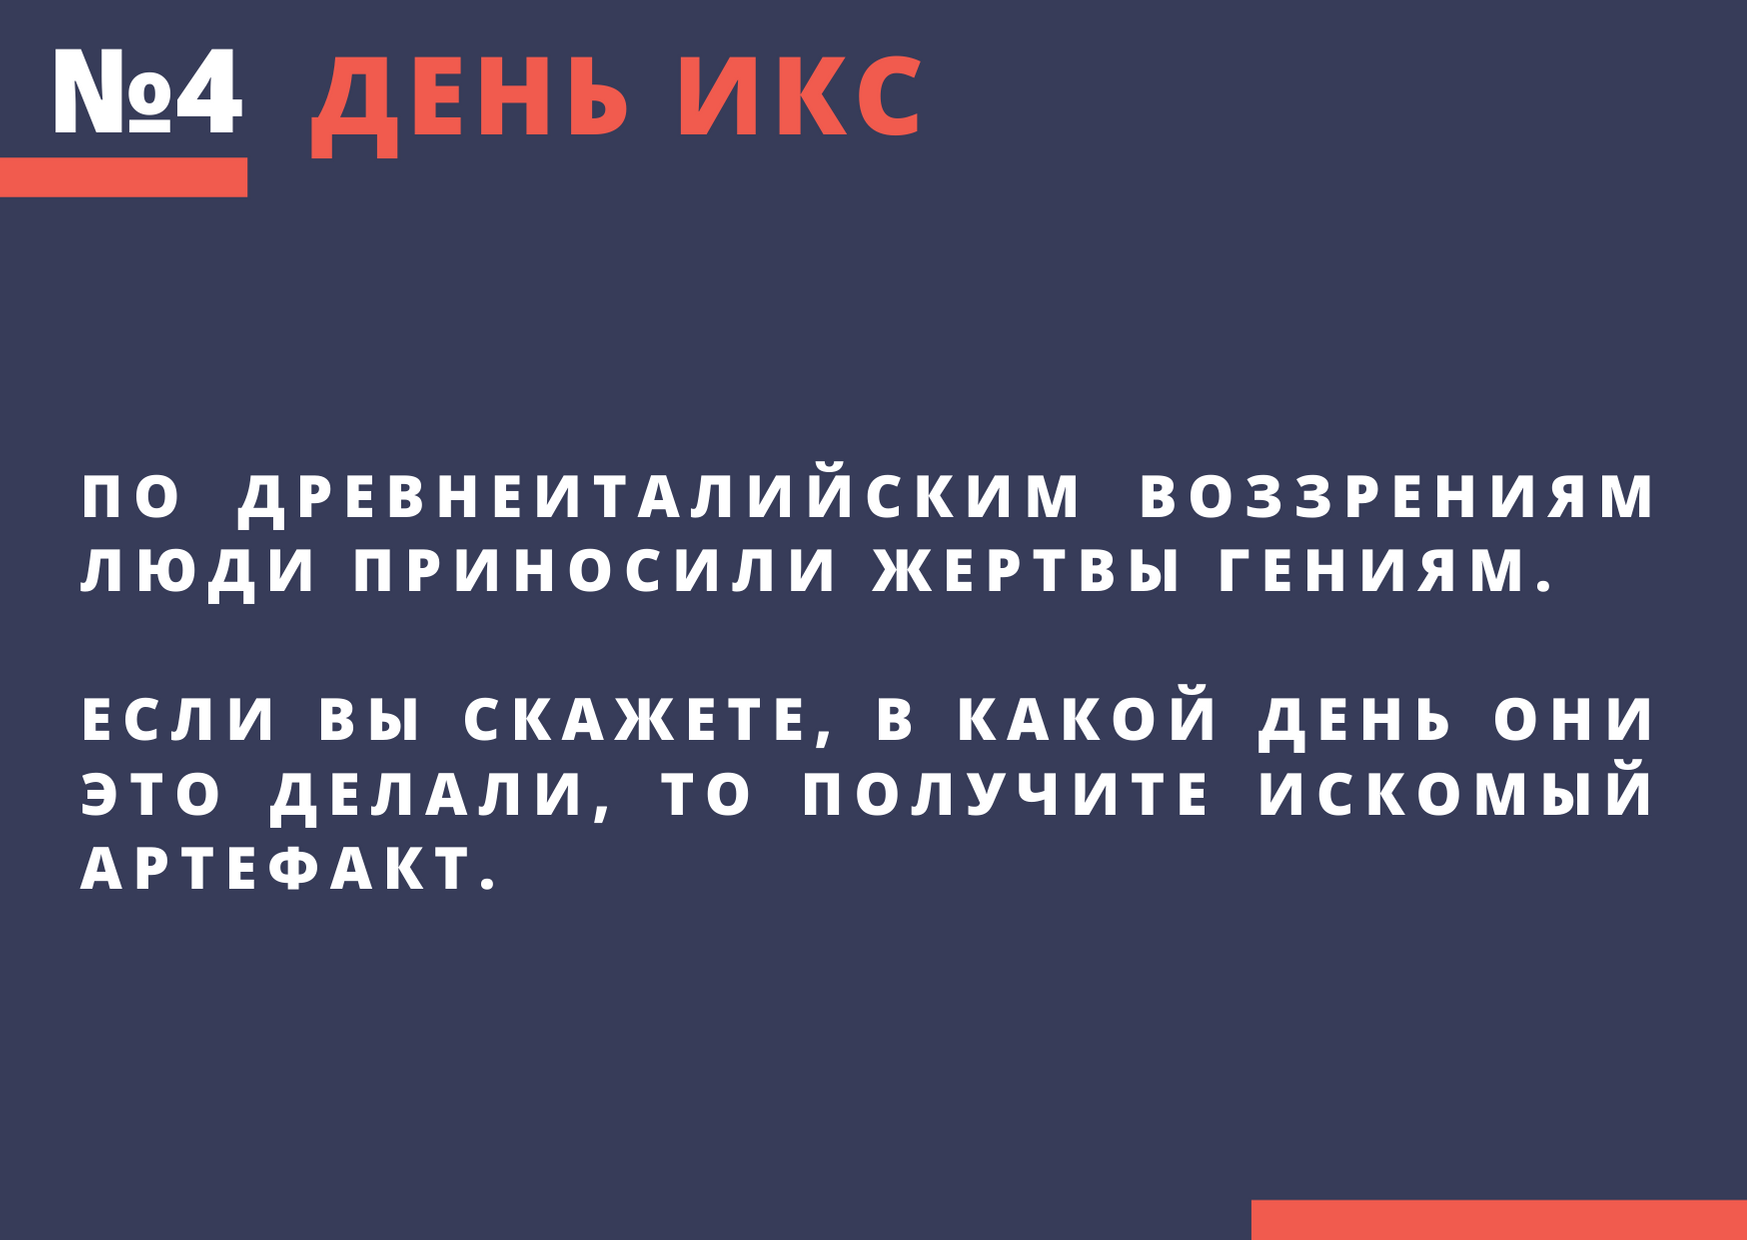 №4 ДЕНЬ ИКС
ПО ДРЕВНЕИТАЛИЙСКИМ ВОЗЗРЕНИЯМ
ЛЮДИ ПРИНОСИЛИ ЖЕРТВЫ ГЕНИЯМ.
ЕСЛИ ВЫ СКАЖЕТЕ, В КАКОЙ ДЕНЬ ОНИ
ЭТО ДЕЛАЛИ, ТО ПОЛУЧИТЕ ИСКОМЫЙ
АРТЕФАКТ.